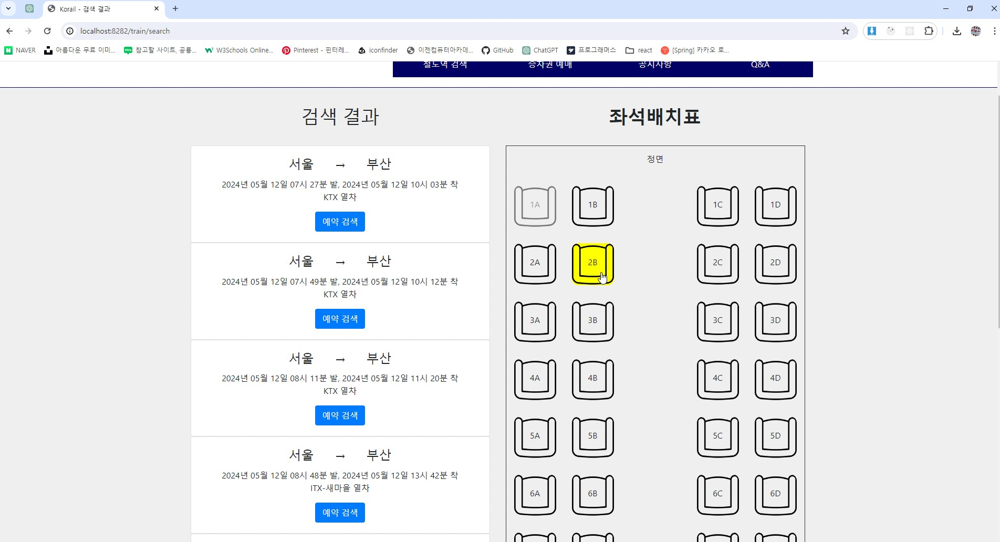 Korail - 검색 결과
localhost:8282/train/search
NAVER
아름다운 무료 이미...
참고할 사이트, 공룡...
W3Schools Online...
Pinterest - 핀터레...
iconfinder
이젠컴퓨터아카데...
GitHub
ChatGPT
프로그래머스
react
[Spring] 카카오 로...
철도역 검색
승차권 예매
공지사항
Q&A
검색 결과
서울 → 부산
2024년 05월 12일 07시 27분 발, 2024년 05월 12일 10시 03분 착
KTX 열차
예약 검색
서울 → 부산
2024년 05월 12일 07시 49분 발, 2024년 05월 12일 10시 12분 착
KTX 열차
예약 검색
서울 → 부산
2024년 05월 12일 08시 11분 발, 2024년 05월 12일 11시 20분 착
KTX 열차
예약 검색
서울 → 부산
2024년 05월 12일 08시 48분 발, 2024년 05월 12일 13시 42분 착
ITX-새마을 열차
예약 검색
좌석배치표
정면
1A 1B 1C 1D
2A 2B 2C 2D
3A 3B 3C 3D
4A 4B 4C 4D
5A 5B 5C 5D
6A 6B 6C 6D